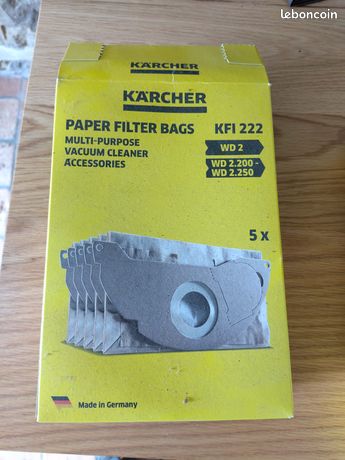 leboncoin
KÄRCHER
KÄRCHER
PAPER FILTER BAGS KFI 222
MULTI-PURPOSE
VACUUM CLEANER
ACCESSORIES
WD 2
WD 2.200 -
WD 2.250
5 x
Made in Germany